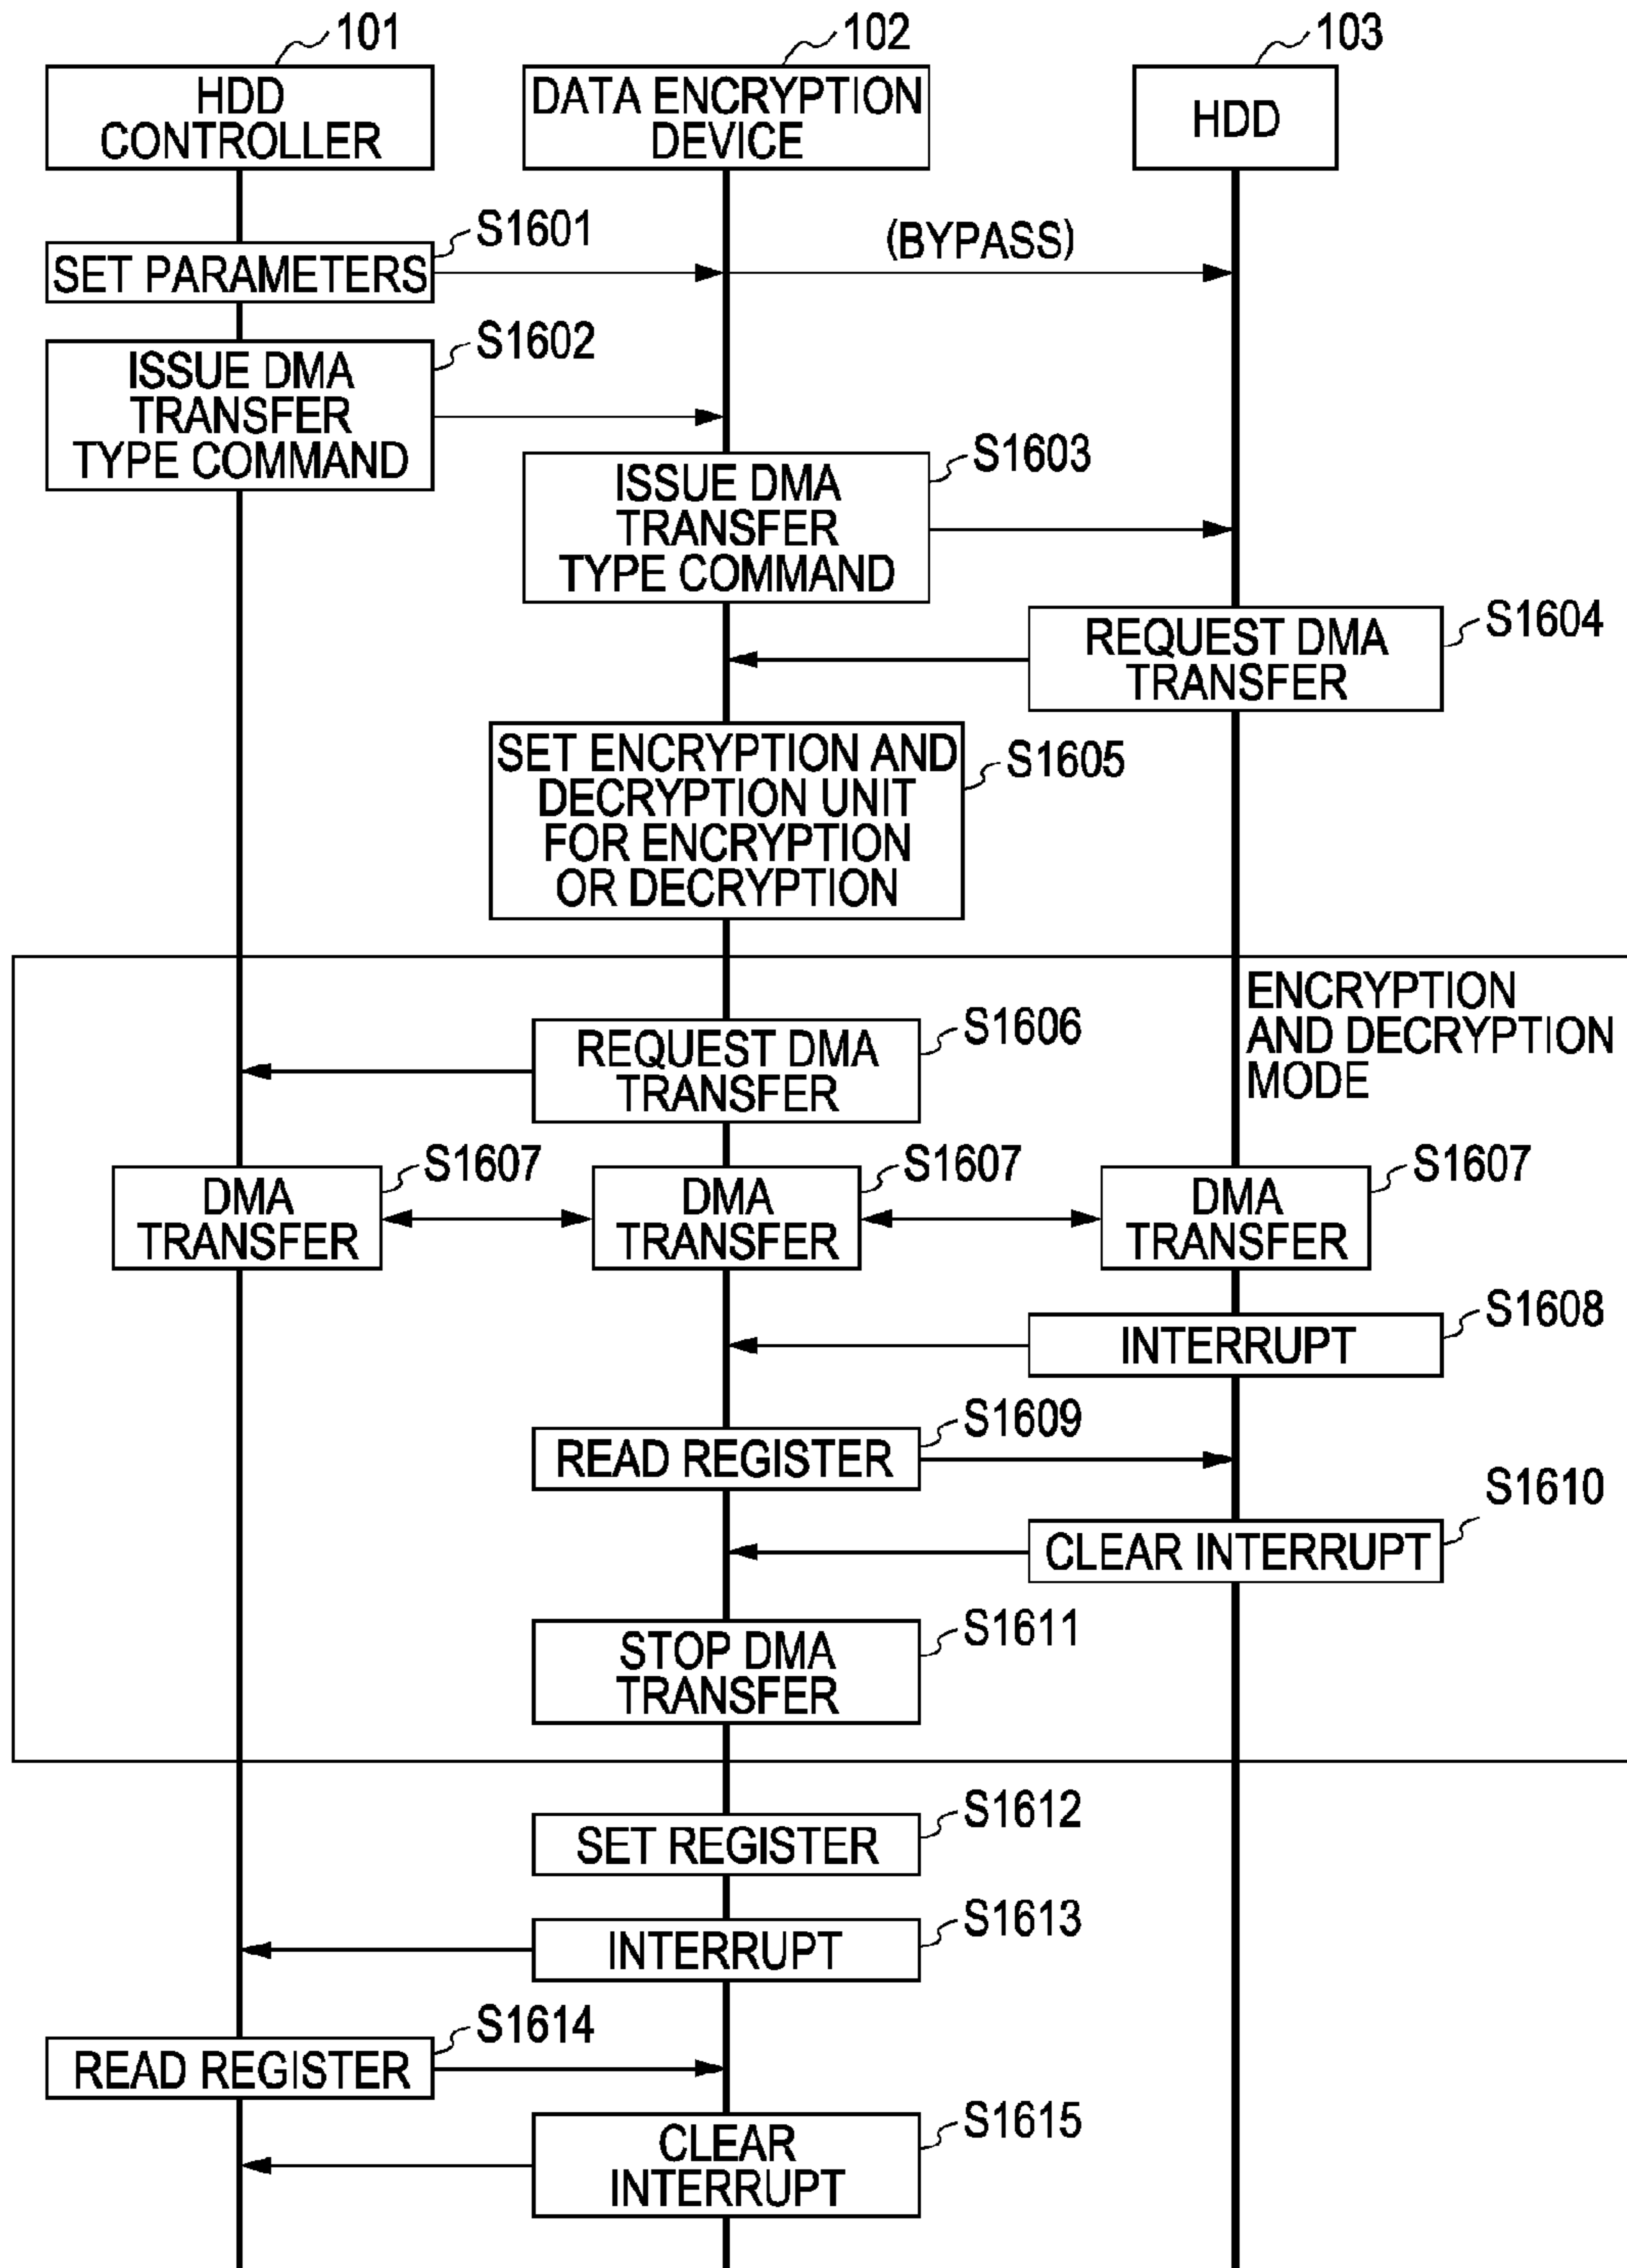 101
102
103
HDD
CONTROLLER
DATA ENCRYPTION
DEVICE
HDD
S1601
(BYPASS)
SET PARAMETERS
S1602
ISSUE DMA
TRANSFER
TYPE COMMAND
S1603
ISSUE DMA
TRANSFER
TYPE COMMAND
S1604
REQUEST DMA
TRANSFER
SET ENCRYPTION AND
DECRYPTION UNIT
FOR ENCRYPTION
OR DECRYPTION
S1605
ENCRYPTION
AND DECRYPTION
MODE
S1606
REQUEST DMA
TRANSFER
S1607
S1607
S1607
DMA
TRANSFER
DMA
TRANSFER
DMA
TRANSFER
S1608
INTERRUPT
S1609
READ REGISTER
S1610
CLEAR INTERRUPT
S1611
STOP DMA
TRANSFER
S1612
SET REGISTER
S1613
INTERRUPT
S1614
READ REGISTER
S1615
CLEAR
INTERRUPT